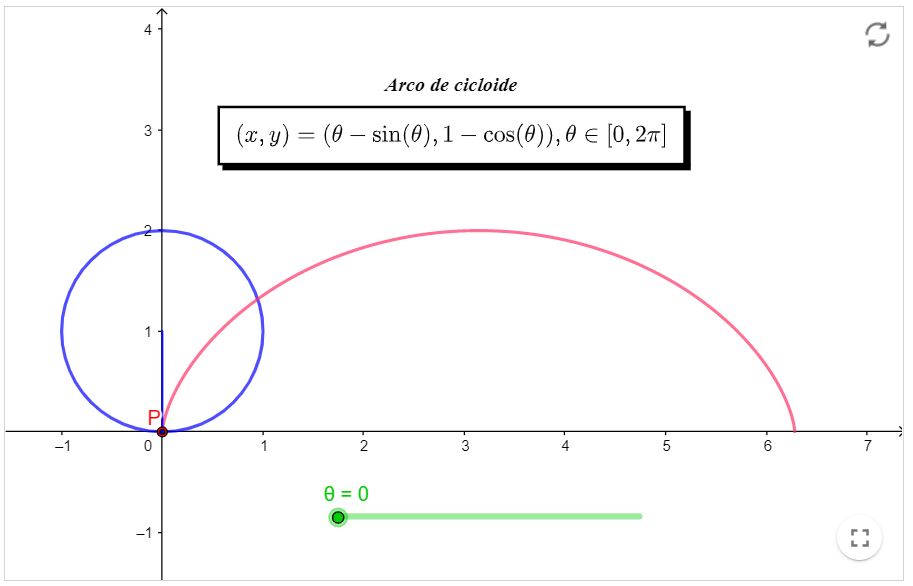 4
Arco de cicloide
3
(x, y) = (θ − sin(θ), 1 − cos(θ)), θ ∈ [0, 2π]
2
1
P
−1 0 1 2 3 4 5 6 7
θ = 0
−1